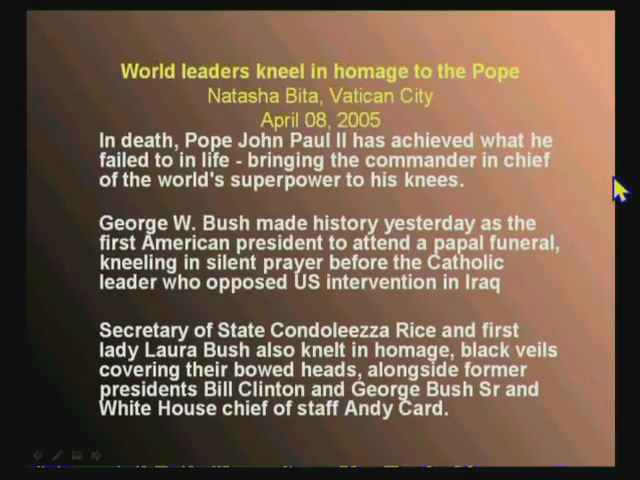 World leaders kneel in homage to the Pope
Natasha Bita, Vatican City
April 08, 2005
In death, Pope John Paul II has achieved what he
failed to in life - bringing the commander in chief
of the world's superpower to his knees.
George W. Bush made history yesterday as the
first American president to attend a papal funeral,
kneeling in silent prayer before the Catholic
leader who opposed US intervention in Iraq
Secretary of State Condoleezza Rice and first
lady Laura Bush also knelt in homage, black veils
covering their bowed heads, alongside former
presidents Bill Clinton and George Bush Sr and
White House chief of staff Andy Card.